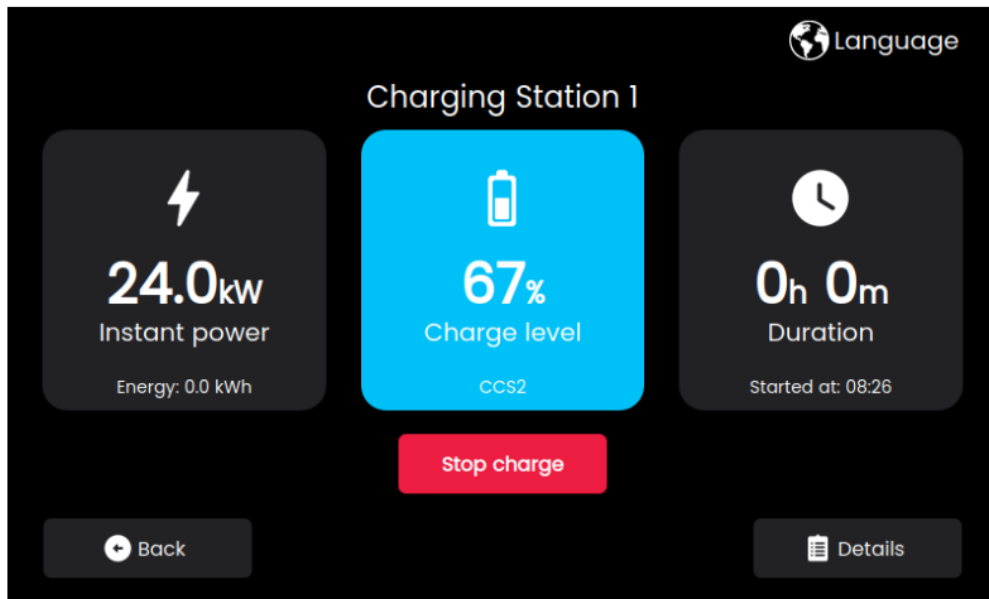 Language
Charging Station 1
24.0kW
Instant power
Energy: 0.0 kWh
67%
Charge level
CCS2
0h 0m
Duration
Started at: 08:26
Stop charge
Back
Details